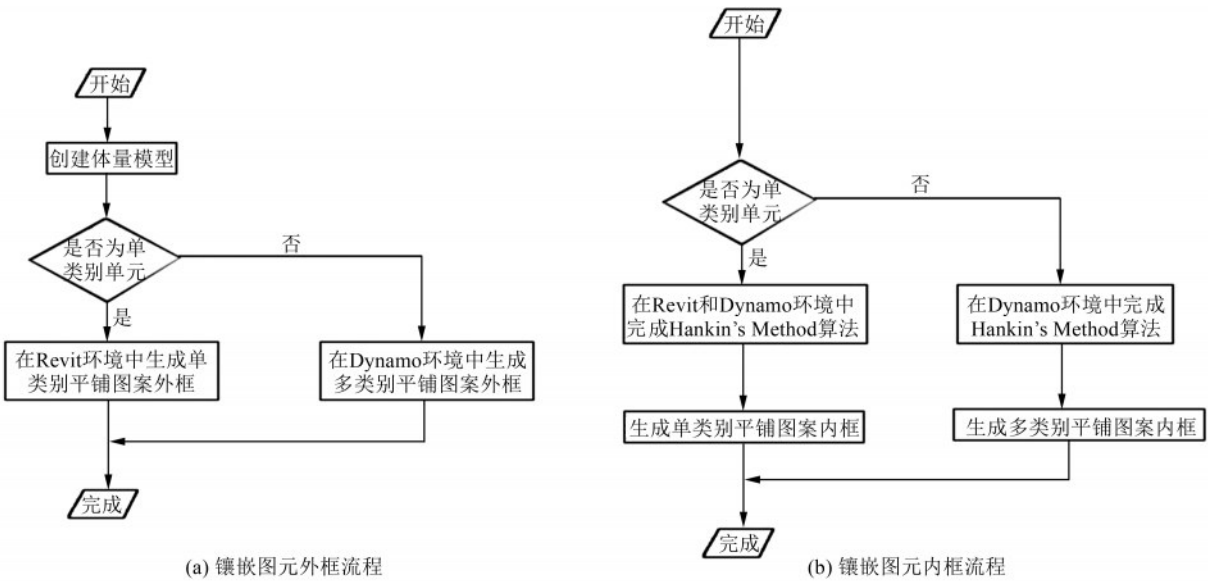 开始
创建体量模型
是否为单
类别单元
否
是
在Revit环境中生成单
类别平铺图案外框
在Dynamo环境中生成
多类别平铺图案外框
完成
(a) 镶嵌图元外框流程
开始
是否为单
类别单元
否
是
在Revit和Dynamo环境中
完成Hankin's Method算法
在Dynamo环境中完成
Hankin's Method算法
生成单类别平铺图案内框
生成多类别平铺图案内框
完成
(b) 镶嵌图元内框流程